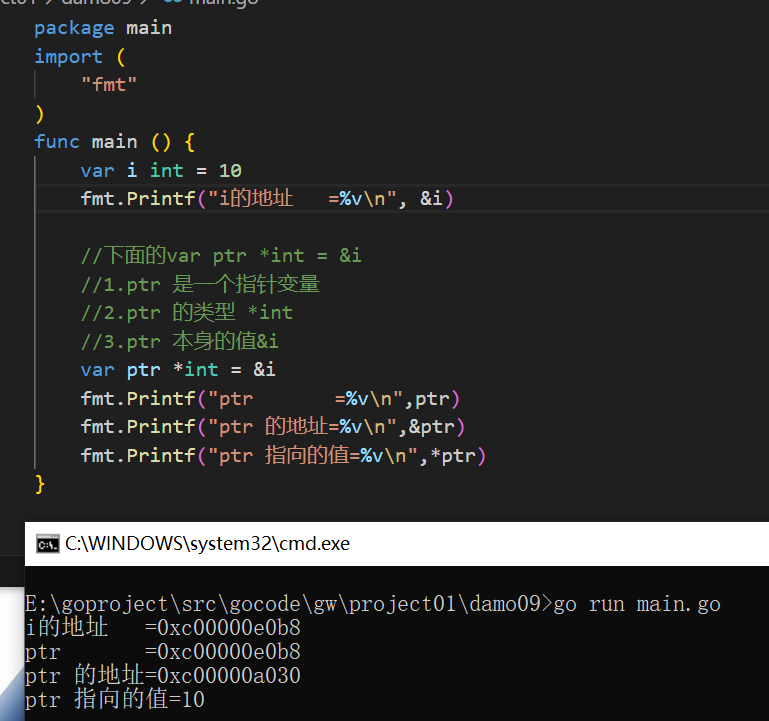 package main
import (
    "fmt"
)
func main () {
    var i int = 10
    fmt.Printf("i的地址   =%v\n", &i)
    //下面的var ptr *int = &i
    //1.ptr 是一个指针变量
    //2.ptr 的类型 *int
    //3.ptr 本身的值&i
    var ptr *int = &i
    fmt.Printf("ptr       =%v\n",ptr)
    fmt.Printf("ptr 的地址=%v\n",&ptr)
    fmt.Printf("ptr 指向的值=%v\n",*ptr)
}
C:\WINDOWS\system32\cmd.exe
E:\goproject\src\gocode\gw\project01\damo09>go run main.go
i的地址   =0xc00000e0b8
ptr       =0xc00000e0b8
ptr 的地址=0xc00000a030
ptr 指向的值=10